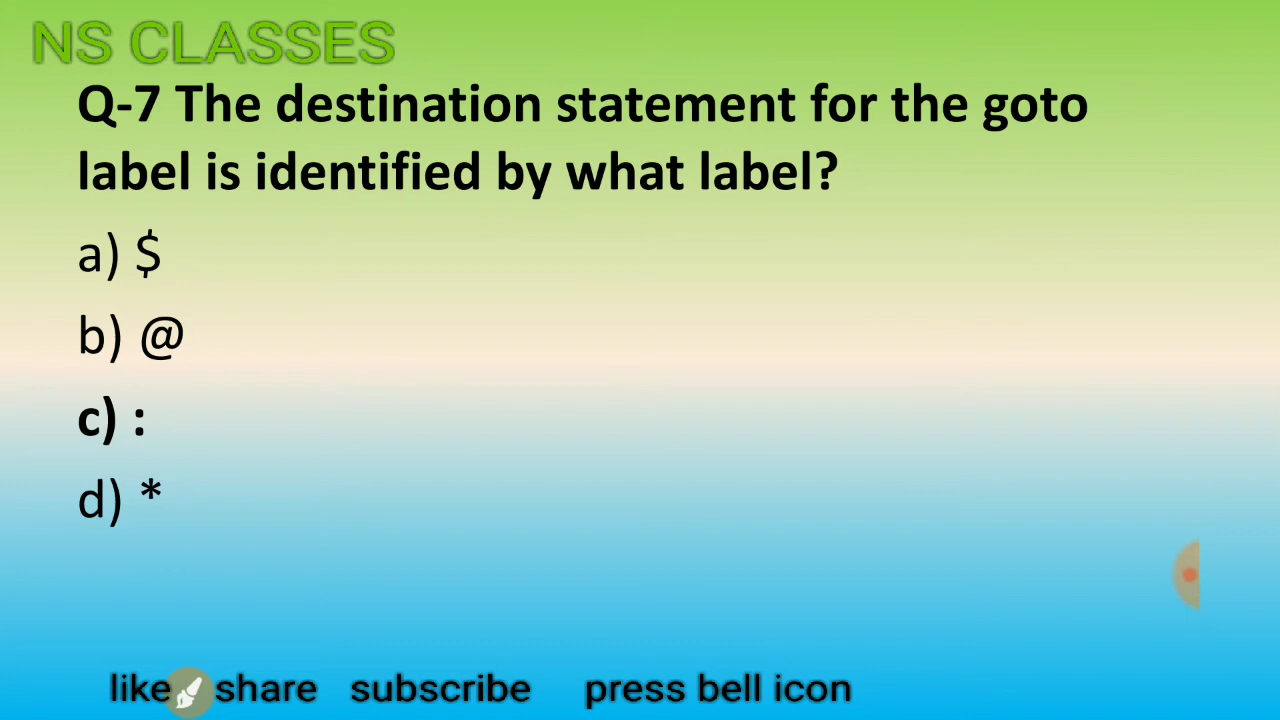 NS CLASSES
Q-7 The destination statement for the goto
label is identified by what label?
a) $
b) @
c) :
d) *
like share subscribe press bell icon